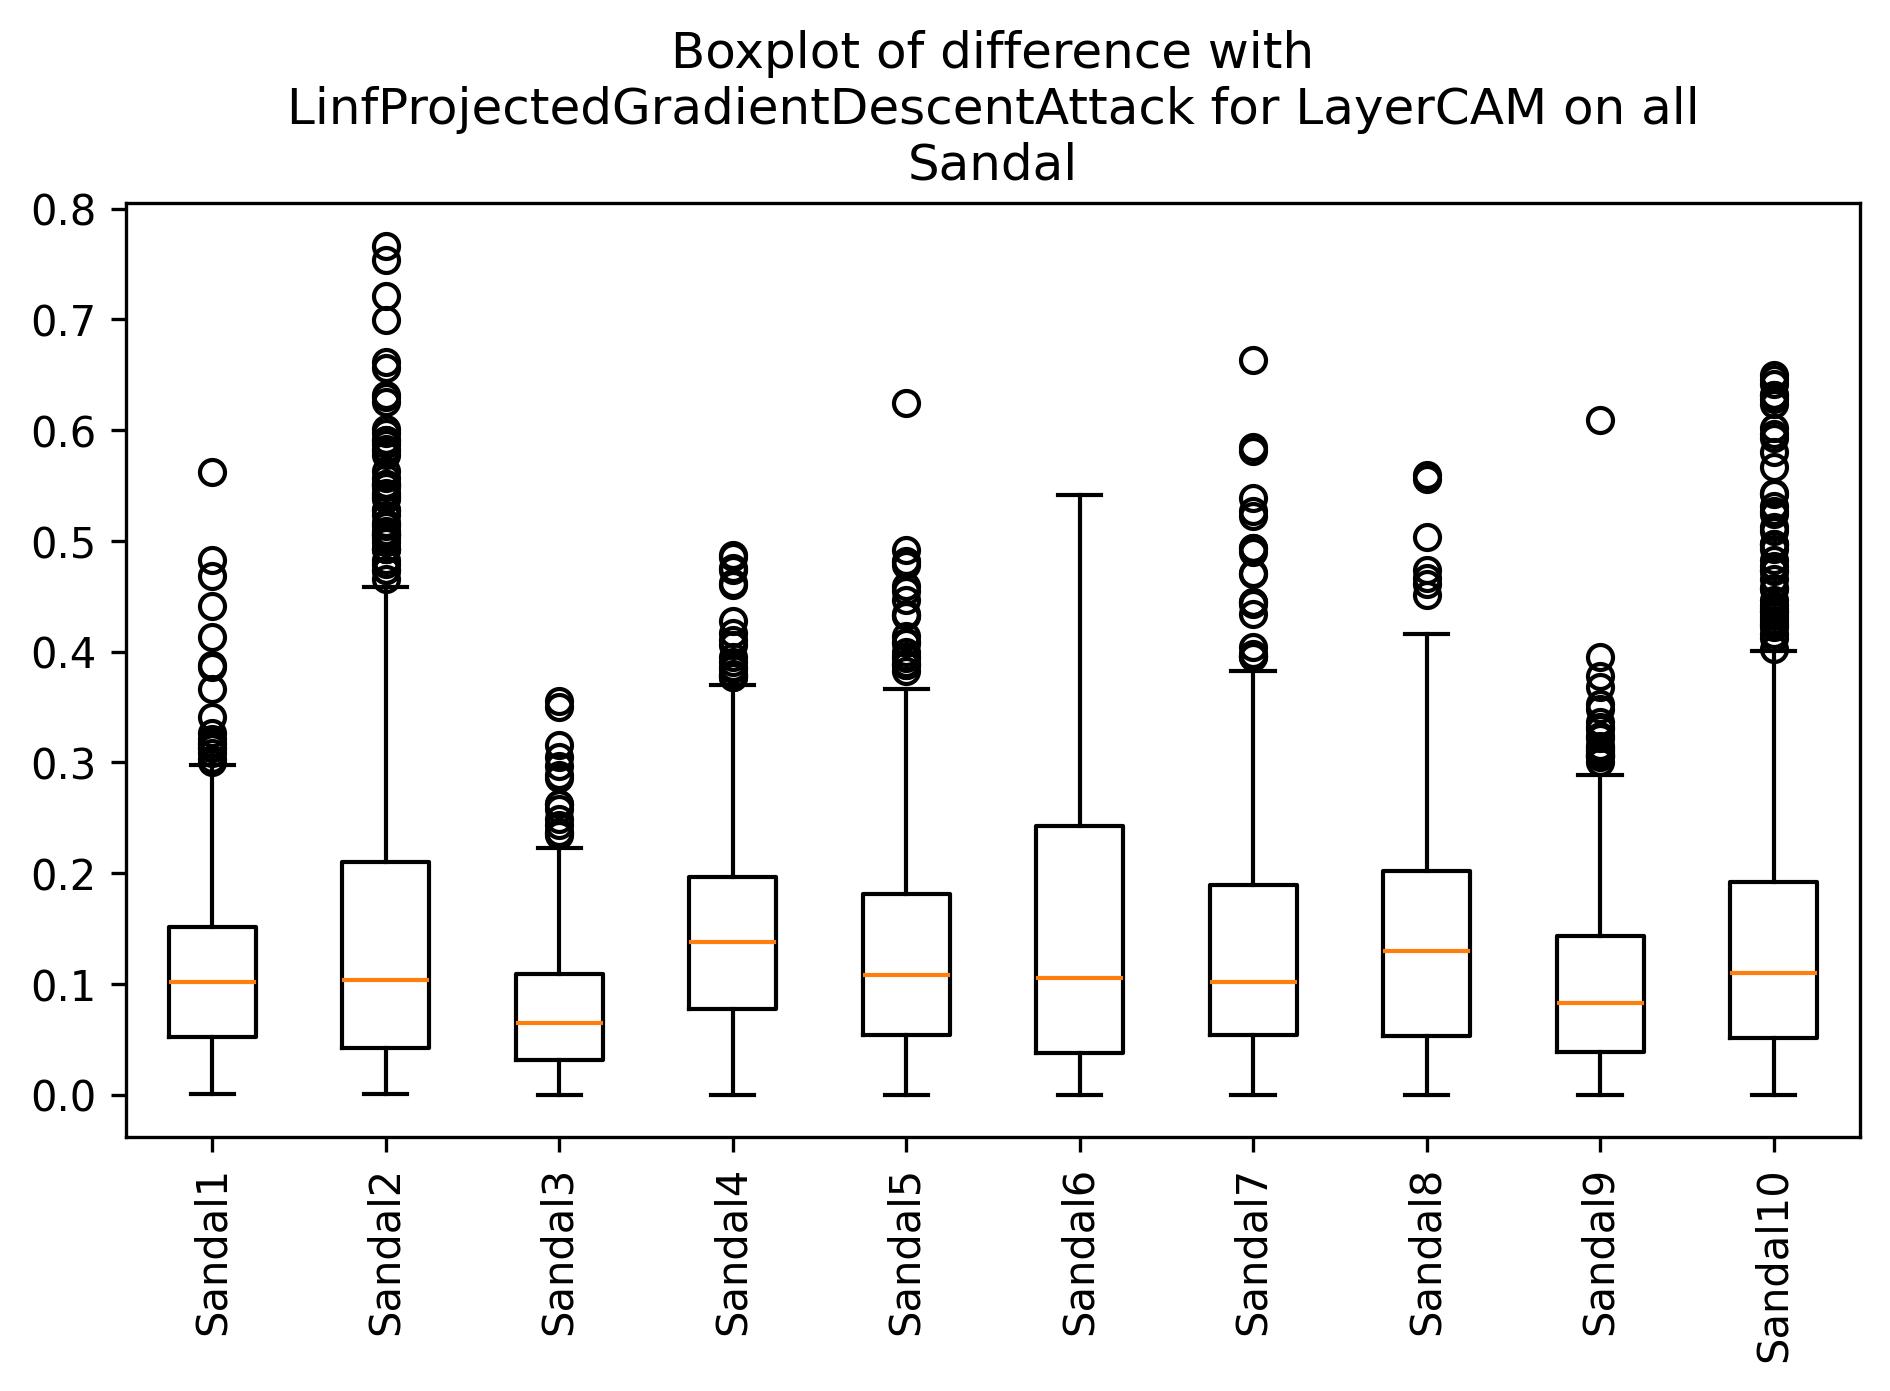 Boxplot of difference with
LinfProjectedGradientDescentAttack for LayerCAM on all
Sandal
0.8
0.7
0.6
0.5
0.4
0.3
0.2
0.1
0.0
Sandal1
Sandal2
Sandal3
Sandal4
Sandal5
Sandal6
Sandal7
Sandal8
Sandal9
Sandal10